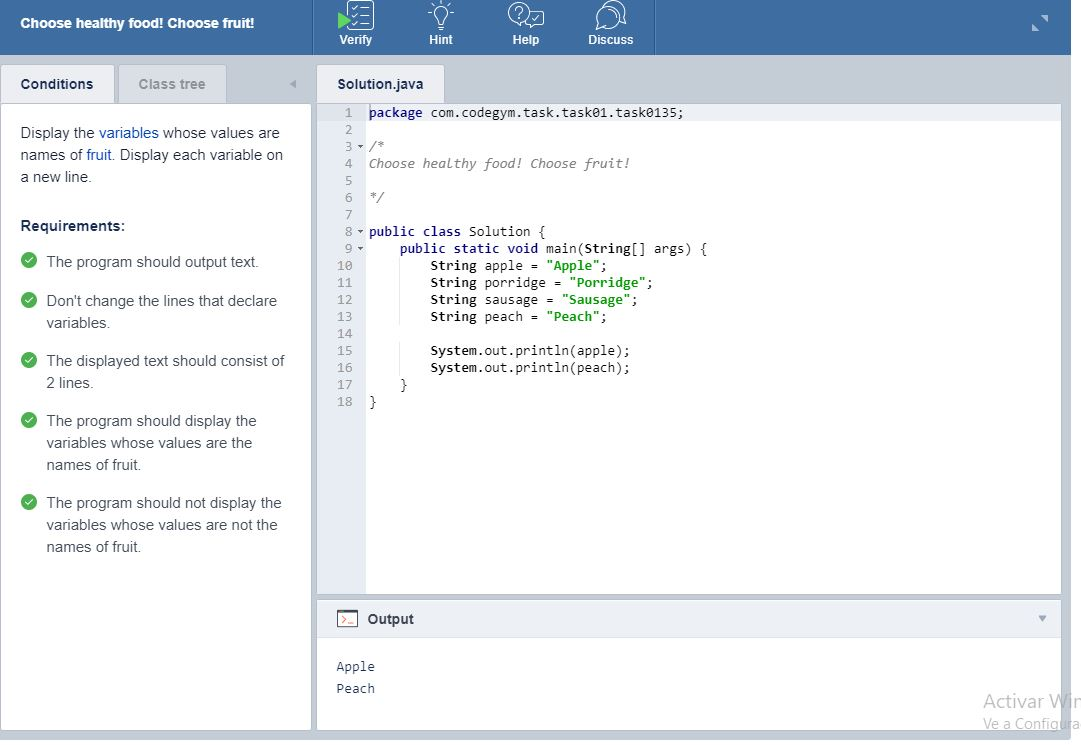 Choose healthy food! Choose fruit!
Verify
Hint
Help
Discuss
Conditions
Class tree
Display the variables whose values are
names of fruit. Display each variable on
a new line.
Requirements:
The program should output text.
Don't change the lines that declare
variables.
The displayed text should consist of
2 lines.
The program should display the
variables whose values are the
names of fruit.
The program should not display the
variables whose values are not the
names of fruit.
Solution.java
1 package com.codegym.task.task01.task0135;
2
3 /*
4 Choose healthy food! Choose fruit!
5
6 */
7
8 public class Solution {
9 public static void main(String[] args) {
10 String apple = "Apple";
11 String porridge = "Porridge";
12 String sausage = "Sausage";
13 String peach = "Peach";
14
15 System.out.println(apple);
16 System.out.println(peach);
17 }
18 }
Output
Apple
Peach
Activar Win
Ve a Configura